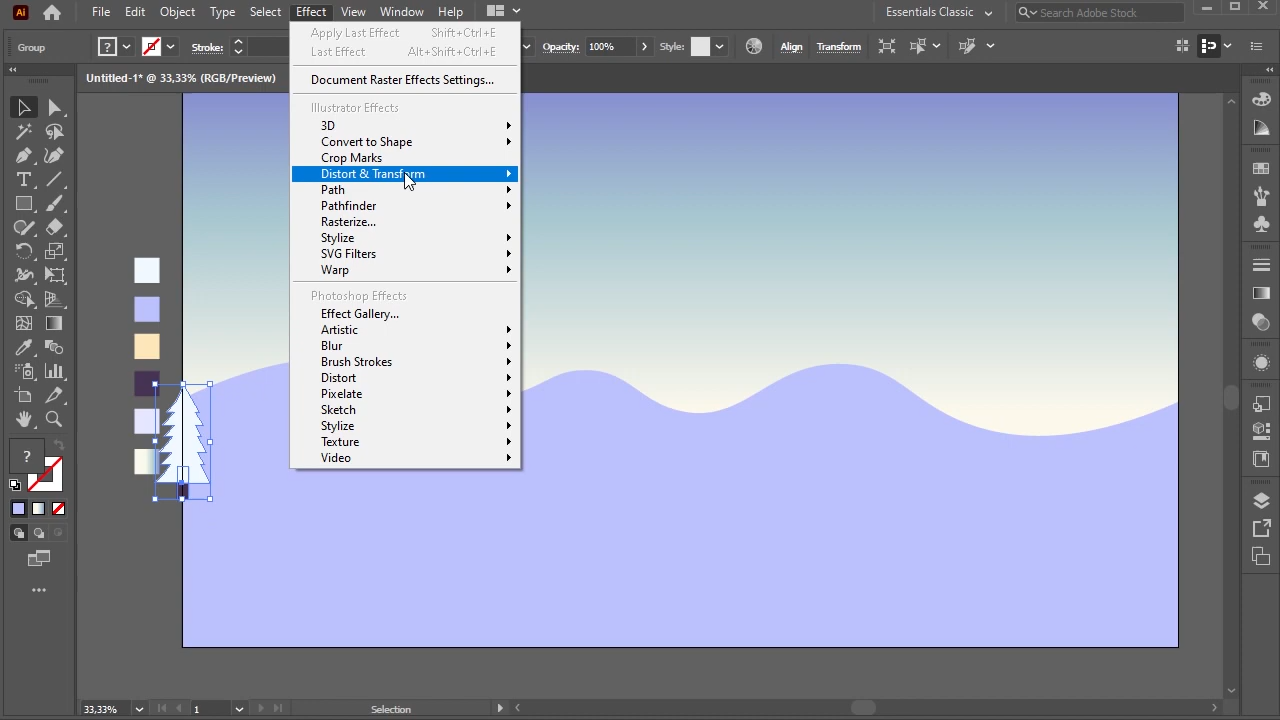 Ai File Edit Object Type Select Effect View Window Help Essentials Classic Search Adobe Stock
Group ? Stroke: Opacity: 100% Style: Align Transform
Untitled-1* @ 33,33% (RGB/Preview)
Apply Last Effect Shift+Ctrl+E
Last Effect Alt+Shift+Ctrl+E
Document Raster Effects Settings...
Illustrator Effects
3D
Convert to Shape
Crop Marks
Distort & Transform
Path
Pathfinder
Rasterize...
Stylize
SVG Filters
Warp
Photoshop Effects
Effect Gallery...
Artistic
Blur
Brush Strokes
Distort
Pixelate
Sketch
Stylize
Texture
Video
?
33,33% 1 Selection